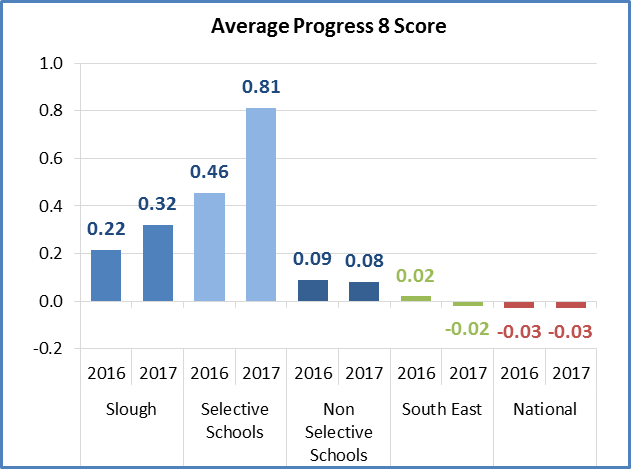 Average Progress 8 Score
1.0
0.8
0.6
0.4
0.2
0.0
-0.2
0.22
0.32
0.46
0.81
0.09
0.08
0.02
-0.02
-0.03
-0.03
2016 2017 2016 2017 2016 2017 2016 2017 2016 2017
Slough
Selective
Schools
Non
Selective
Schools
South East
National